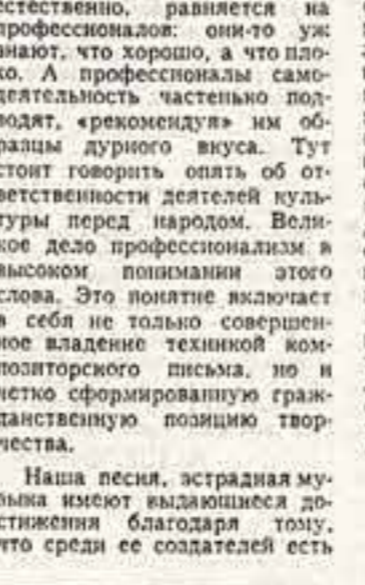 естественно, равняется на
профессионалов: они-то уж
знают, что хорошо, а что пло-
хо. А профессионалы само-
деятельность частенько под-
водят, «рекомендуя» им об-
разцы дурного вкуса. Тут
стоит говорить опять об от-
ветственности деятелей куль-
туры перед народом. Вели-
кое дело профессионализм в
высоком понимании этого
слова. Это понятие включает
в себя не только совершен-
ное владение техникой ком-
позиторского письма, но и
четко сформированную граж-
данственную позицию твор-
чества.
Наша песня, эстрадная му-
зыка имеют выдающиеся до-
стижения благодаря тому,
что среди ее создателей есть